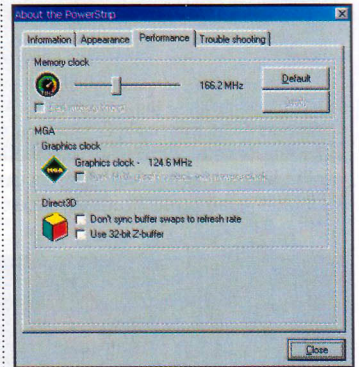 About the PowerStrip
Information Appearance Performance Trouble shooting
Memory clock
166.2 MHz
Default
MGA
Graphics clock
Graphics clock - 124.6 MHz
MGA
Direct3D
Don't sync buffer swaps to refresh rate
Use 32-bit Z-buffer
Close